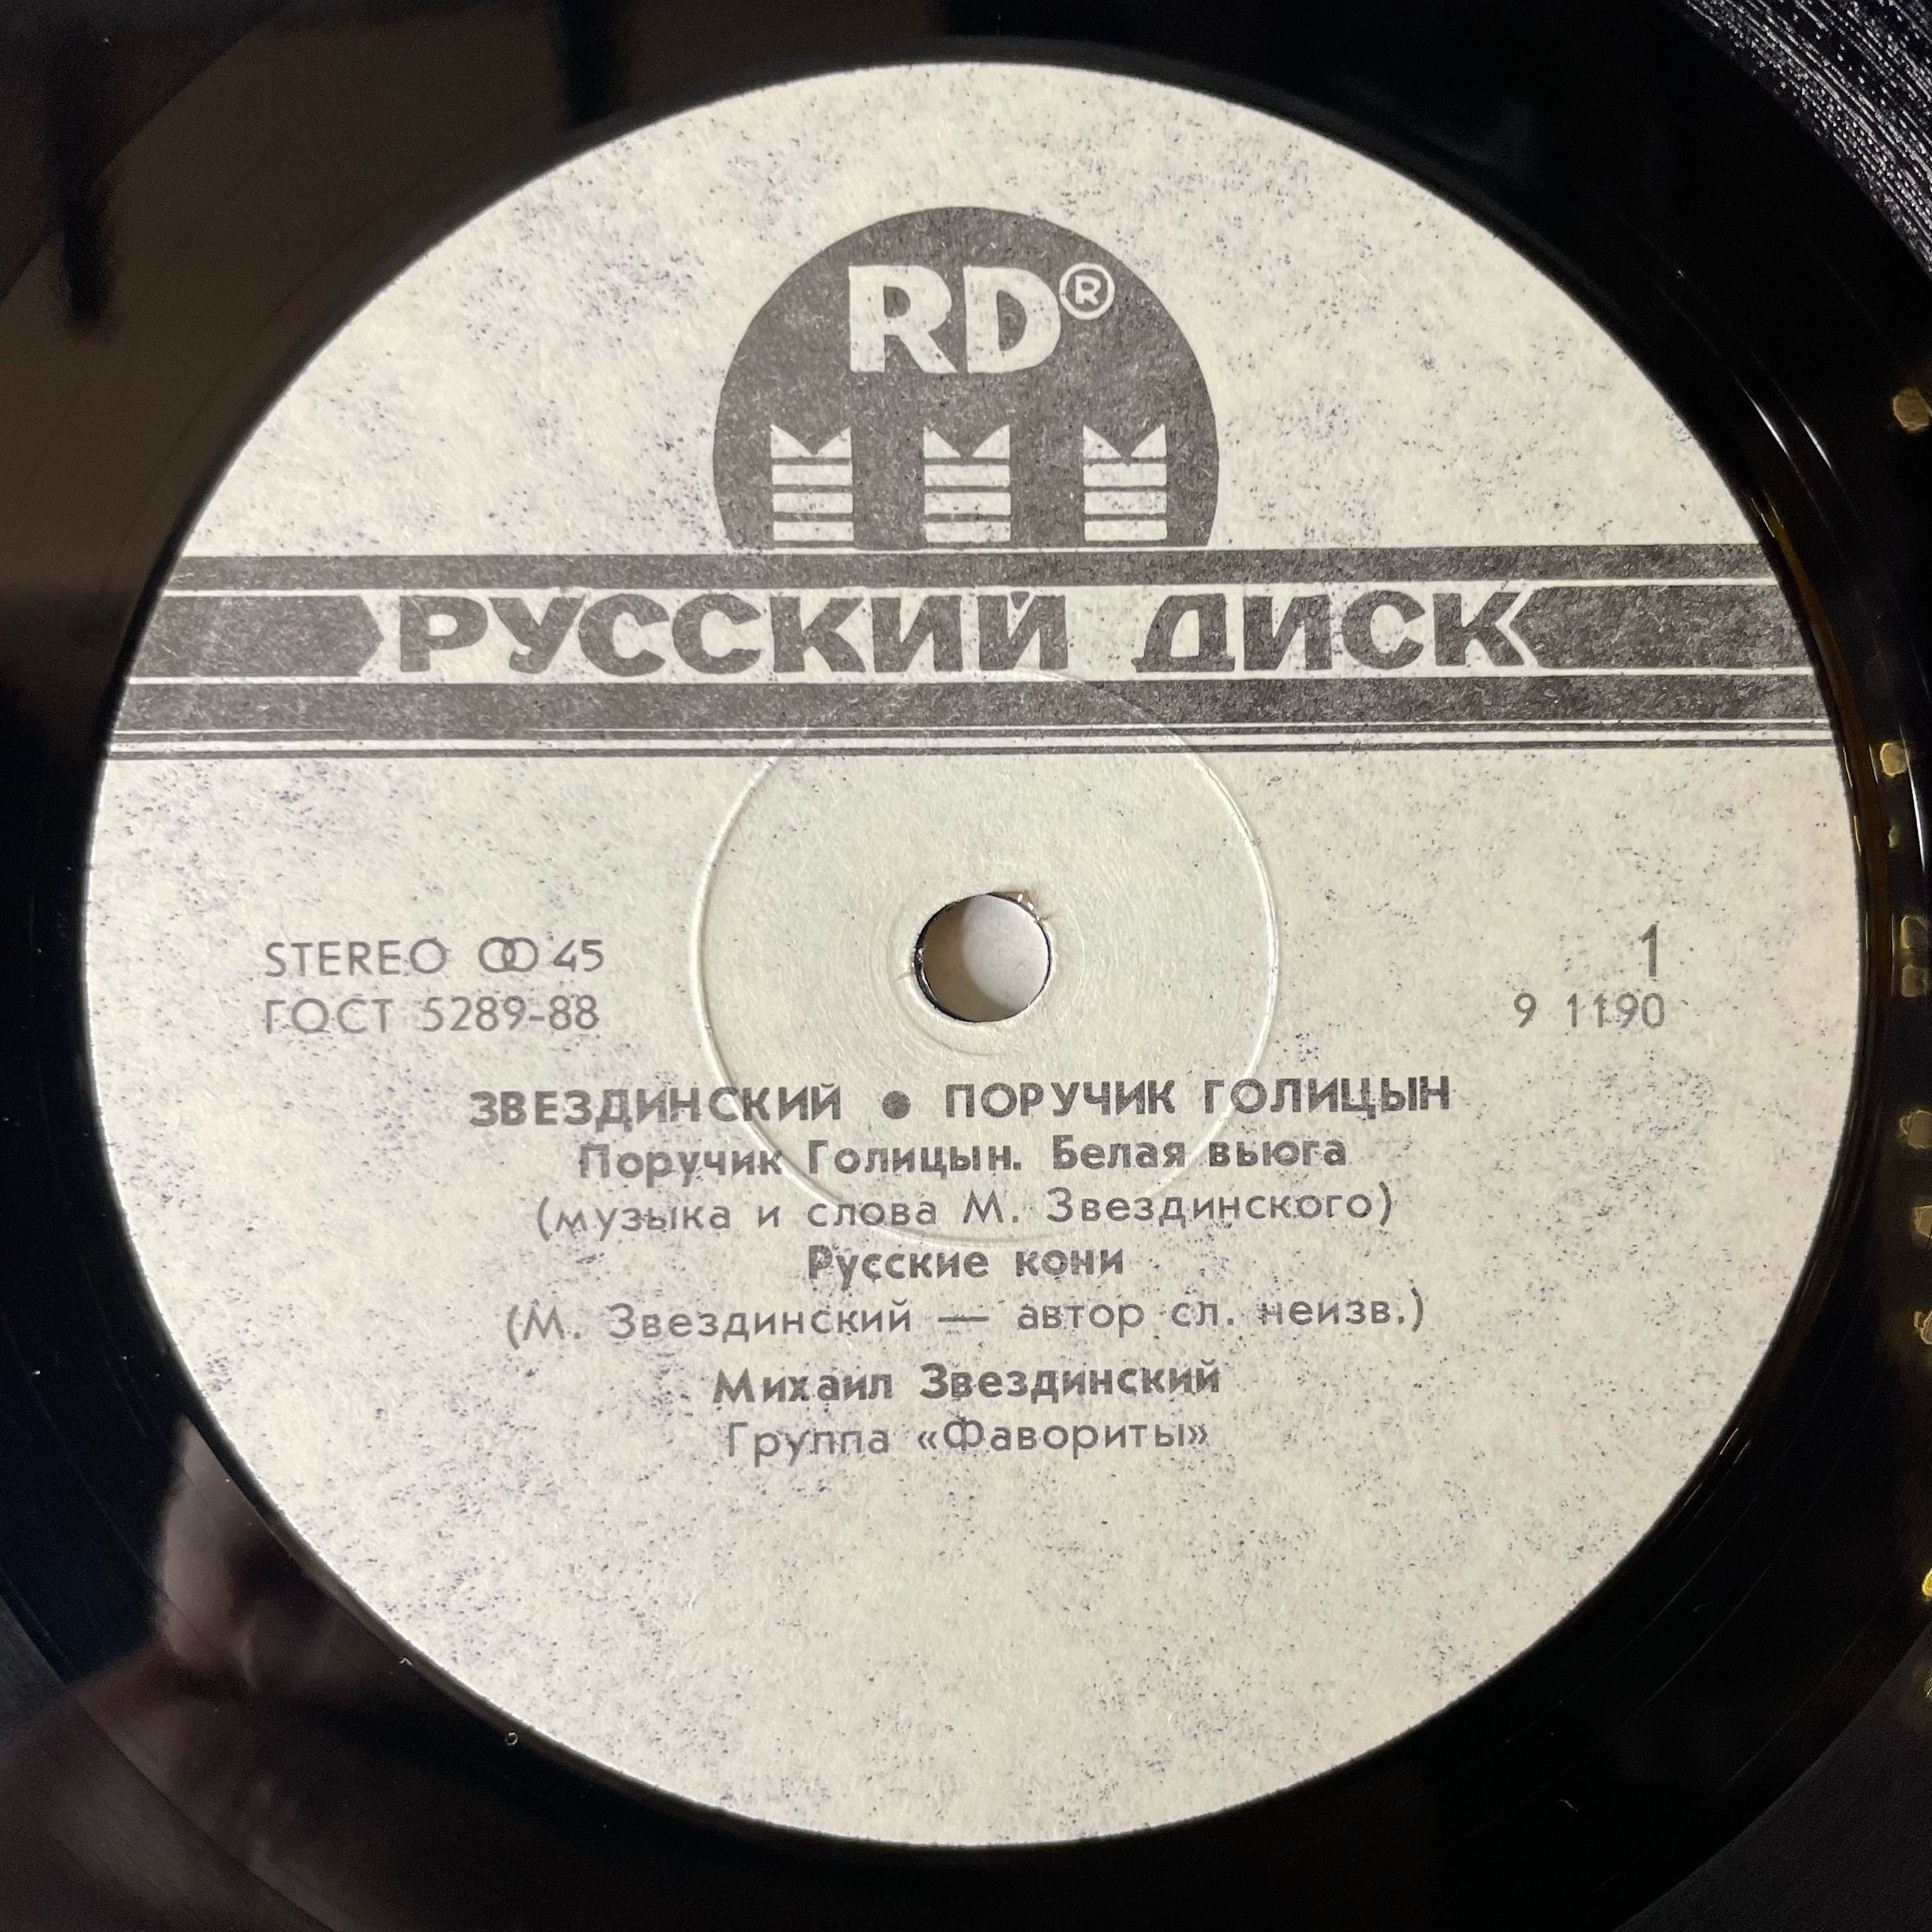 RD®
РУССКИЙ ДИСК
STEREO ꝏ 45
ГОСТ 5289-88
1
9 1190
ЗВЕЗДИНСКИЙ ● ПОРУЧИК ГОЛИЦЫН
Поручик Голицын. Белая вьюга
(музыка и слова М. Звездинского)
Русские кони
(М. Звездинский — автор сл. неизв.)
Михаил Звездинский
Группа «Фавориты»